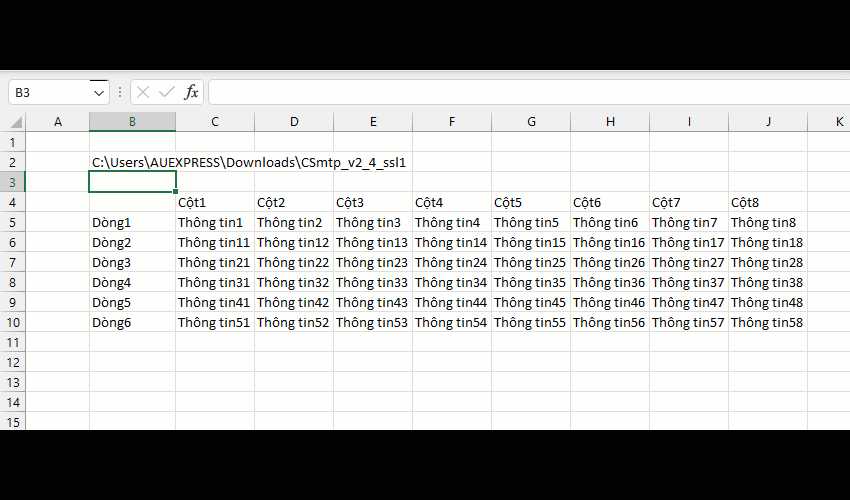 B3 fx
A B C D E F G H I J K
1
2 C:\Users\AUEXPRESS\Downloads\CSmtp_v2_4_ssl1
3
4 Cột1 Cột2 Cột3 Cột4 Cột5 Cột6 Cột7 Cột8
5 Dòng1 Thông tin1 Thông tin2 Thông tin3 Thông tin4 Thông tin5 Thông tin6 Thông tin7 Thông tin8
6 Dòng2 Thông tin11 Thông tin12 Thông tin13 Thông tin14 Thông tin15 Thông tin16 Thông tin17 Thông tin18
7 Dòng3 Thông tin21 Thông tin22 Thông tin23 Thông tin24 Thông tin25 Thông tin26 Thông tin27 Thông tin28
8 Dòng4 Thông tin31 Thông tin32 Thông tin33 Thông tin34 Thông tin35 Thông tin36 Thông tin37 Thông tin38
9 Dòng5 Thông tin41 Thông tin42 Thông tin43 Thông tin44 Thông tin45 Thông tin46 Thông tin47 Thông tin48
10 Dòng6 Thông tin51 Thông tin52 Thông tin53 Thông tin54 Thông tin55 Thông tin56 Thông tin57 Thông tin58
11
12
13
14
15